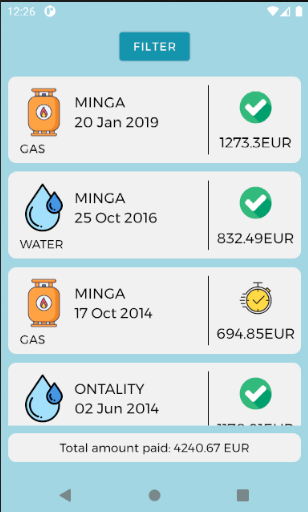 12:26
FILTER
MINGA
20 Jan 2019
GAS
1273.3EUR
MINGA
25 Oct 2016
WATER
832.49EUR
MINGA
17 Oct 2014
GAS
694.85EUR
ONTALITY
02 Jun 2014
Total amount paid: 4240.67 EUR